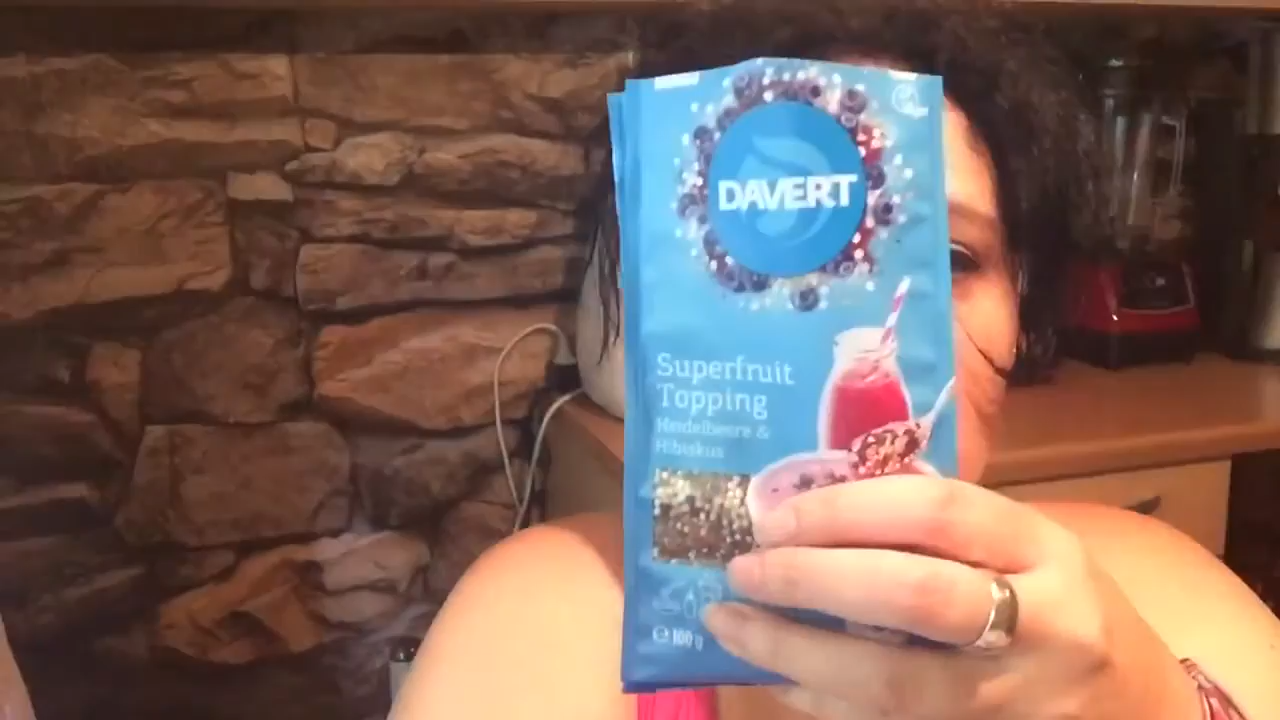 DAVERT
Superfruit
Topping
Heidelbeere &
Hibiskus
℮ 100 g